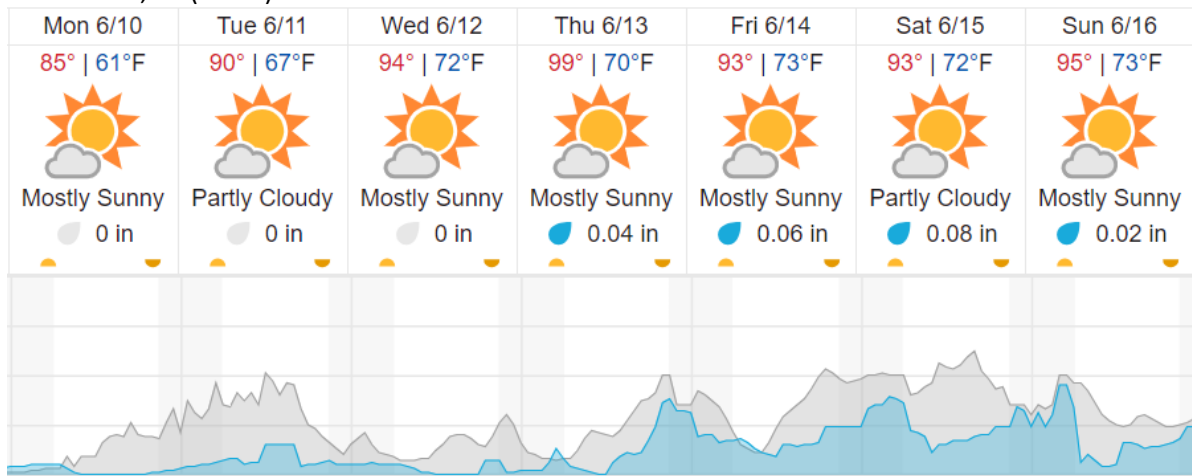 Mon 6/10 Tue 6/11 Wed 6/12 Thu 6/13 Fri 6/14 Sat 6/15 Sun 6/16
85° | 61°F 90° | 67°F 94° | 72°F 99° | 70°F 93° | 73°F 93° | 72°F 95° | 73°F
Mostly Sunny Partly Cloudy Mostly Sunny Mostly Sunny Mostly Sunny Partly Cloudy Mostly Sunny
0 in 0 in 0 in 0.04 in 0.06 in 0.08 in 0.02 in